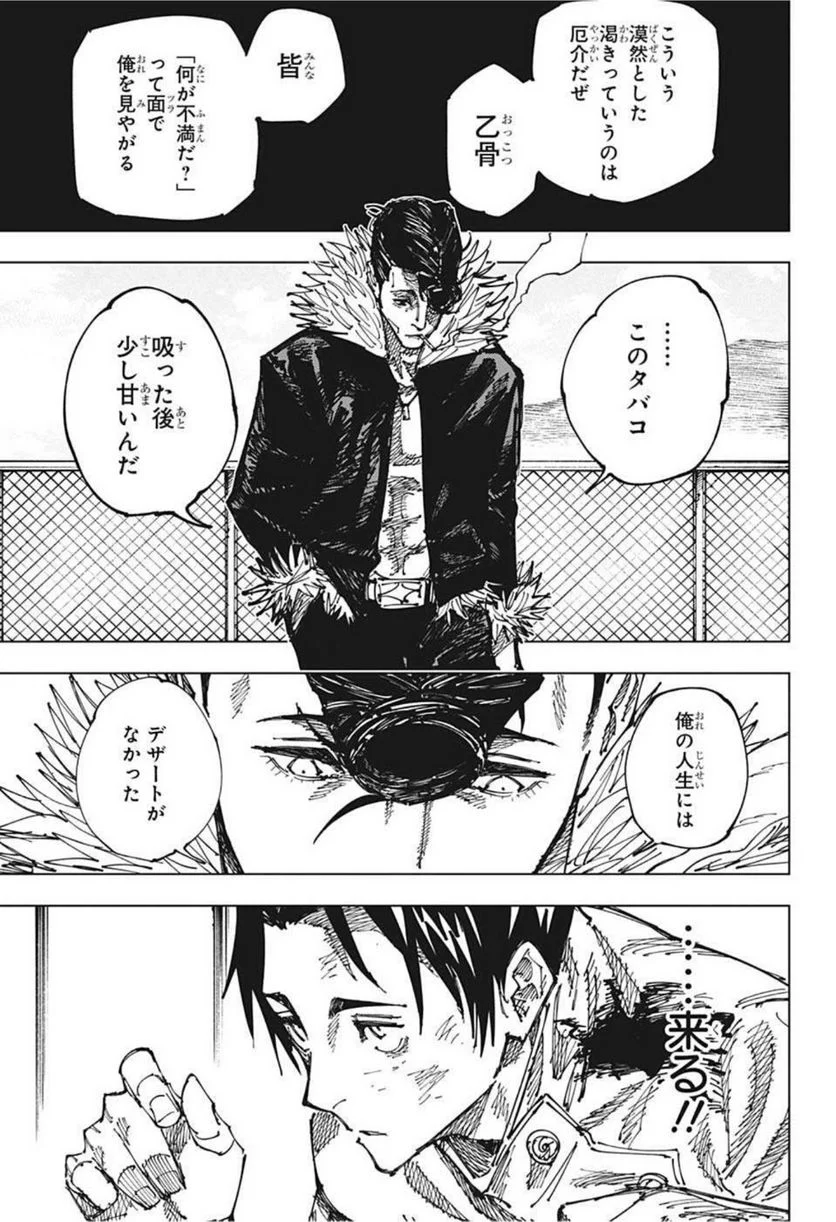 こういう
漠然とした
渇きっていうのは
厄介だぜ
乙骨
皆
「何が不満だ？」
って面で
俺を見やがる
……
このタバコ
吸った後
少し甘いんだ
俺の人生には
デザートが
なかった
……来る!!